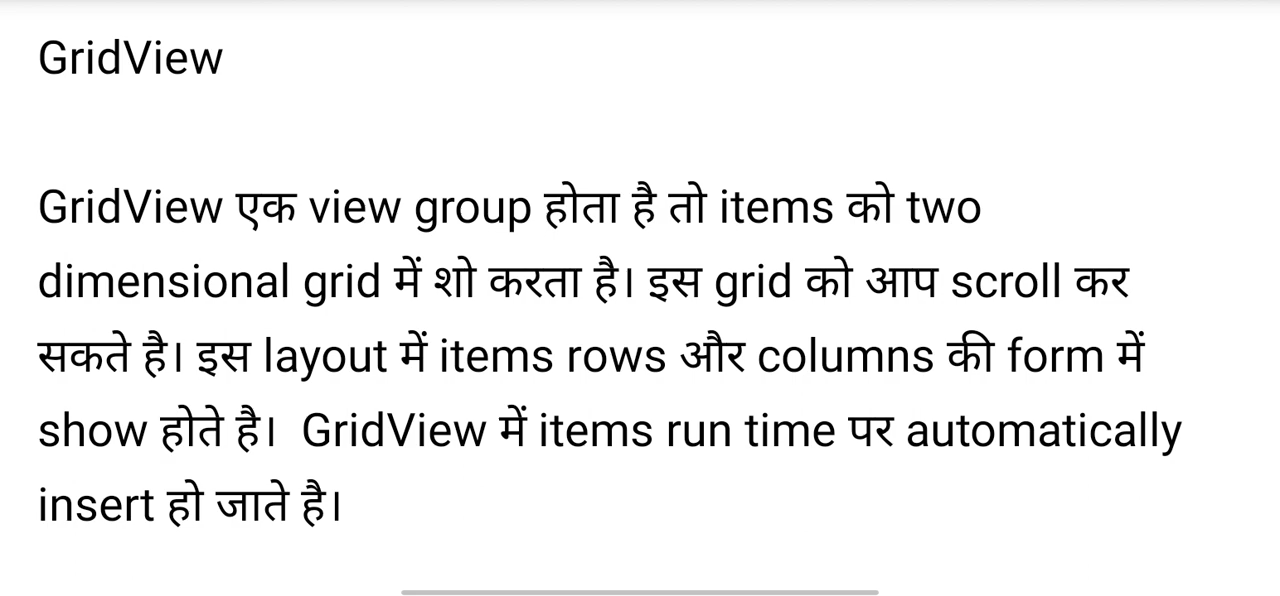 GridView
GridView एक view group होता है तो items को two
dimensional grid में शो करता है। इस grid को आप scroll कर
सकते है। इस layout में items rows और columns की form में
show होते है।  GridView में items run time पर automatically
insert हो जाते है।